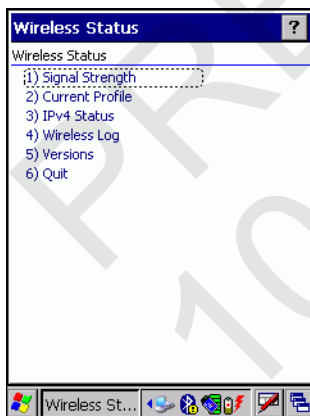 Wireless Status ?
Wireless Status
1) Signal Strength
2) Current Profile
3) IPv4 Status
4) Wireless Log
5) Versions
6) Quit
Wireless St...